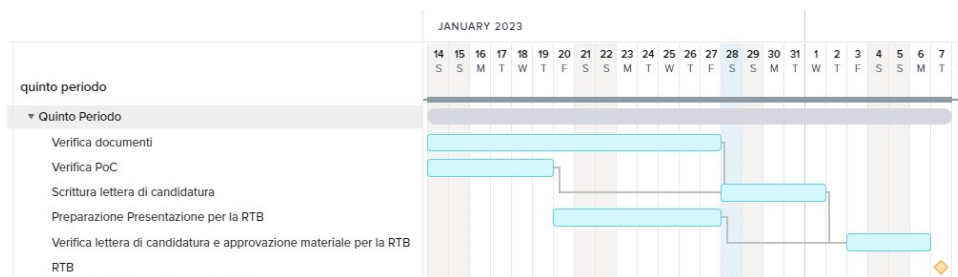 JANUARY 2023
14 15 16 17 18 19 20 21 22 23 24 25 26 27 28 29 30 31 1 2 3 4 5 6 7
S S M T W T F S S M T W T F S S M T W T F S S M T
quinto periodo
Quinto Periodo
Verifica documenti
Verifica PoC
Scrittura lettera di candidatura
Preparazione Presentazione per la RTB
Verifica lettera di candidatura e approvazione materiale per la RTB
RTB